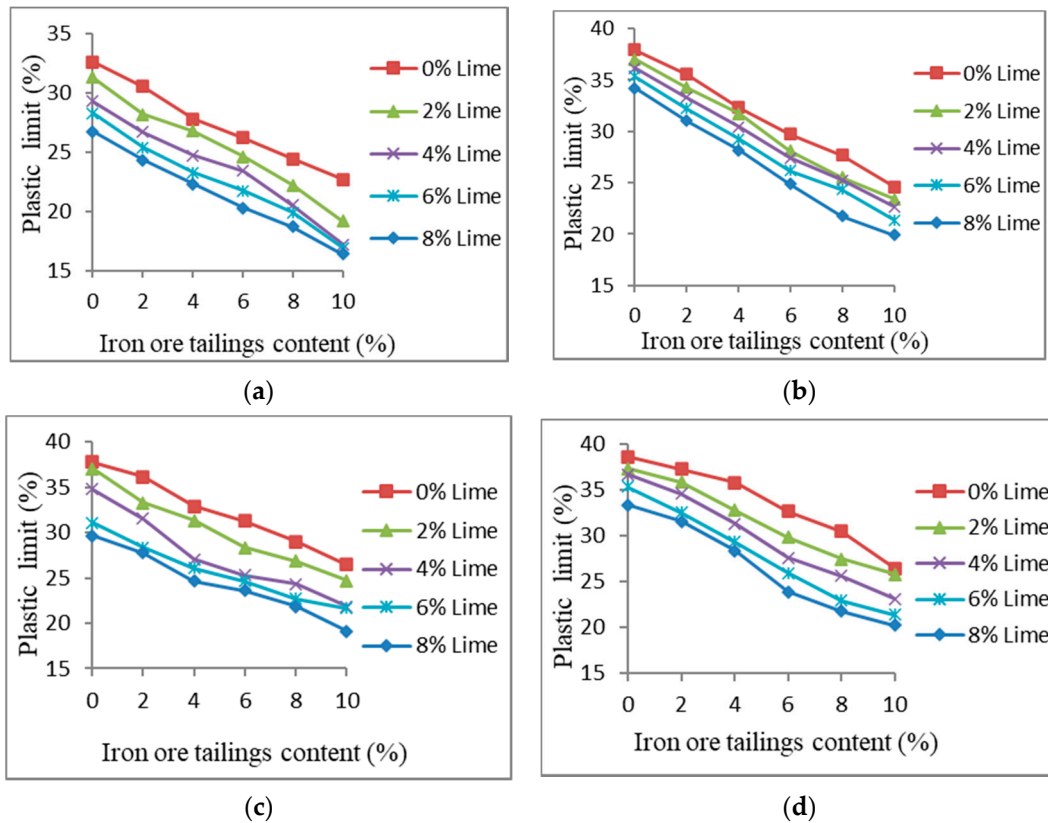 35
30
25
20
15
0 2 4 6 8 10
Plastic limit (%)
Iron ore tailings content (%)
0% Lime
2% Lime
4% Lime
6% Lime
8% Lime
(a)
40
35
30
25
20
15
0 2 4 6 8 10
Plastic limit (%)
Iron ore tailings content (%)
0% Lime
2% Lime
4% Lime
6% Lime
8% Lime
(b)
40
35
30
25
20
15
0 2 4 6 8 10
Plastic limit (%)
Iron ore tailings content (%)
0% Lime
2% Lime
4% Lime
6% Lime
8% Lime
(c)
40
35
30
25
20
15
0 2 4 6 8 10
Plastic limit (%)
Iron ore tailings content (%)
0% Lime
2% Lime
4% Lime
6% Lime
8% Lime
(d)